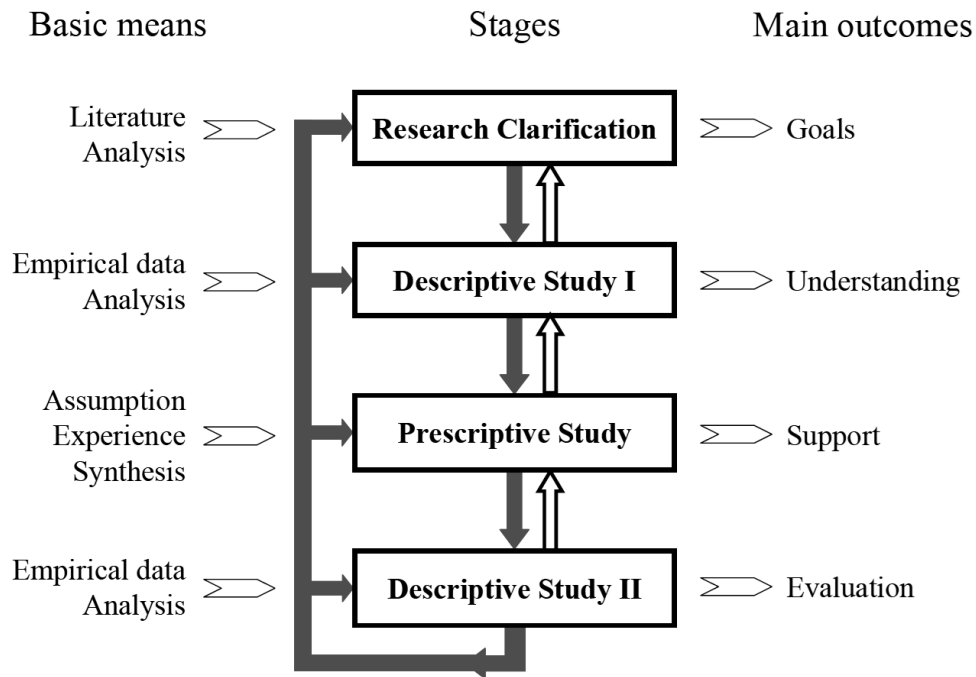 Basic means
Stages
Main outcomes
Literature
Analysis
Research Clarification
Goals
Empirical data
Analysis
Descriptive Study I
Understanding
Assumption
Experience
Synthesis
Prescriptive Study
Support
Empirical data
Analysis
Descriptive Study II
Evaluation